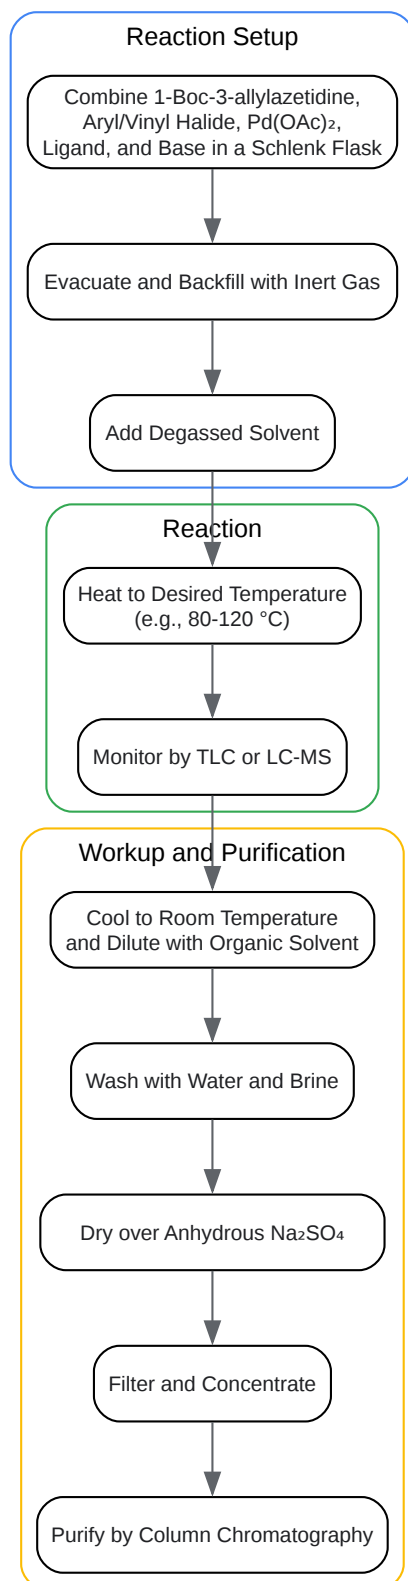 Reaction Setup
Combine 1-Boc-3-allylazetidine,
Aryl/Vinyl Halide, Pd(OAc)₂,
Ligand, and Base in a Schlenk Flask
Evacuate and Backfill with Inert Gas
Add Degassed Solvent
Reaction
Heat to Desired Temperature
(e.g., 80-120 °C)
Monitor by TLC or LC-MS
Workup and Purification
Cool to Room Temperature
and Dilute with Organic Solvent
Wash with Water and Brine
Dry over Anhydrous Na₂SO₄
Filter and Concentrate
Purify by Column Chromatography